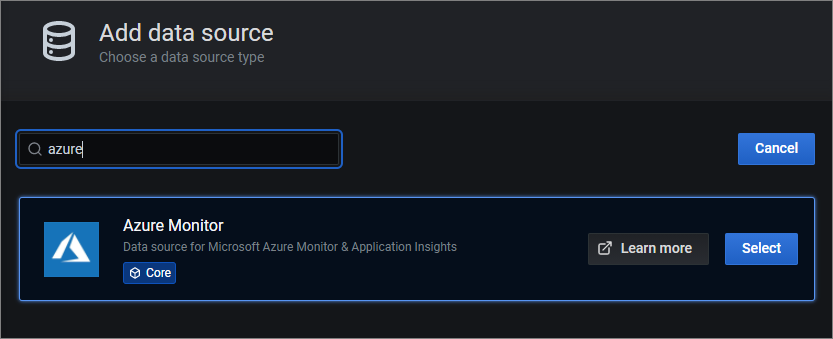 Add data source
Choose a data source type
azure
Cancel
Azure Monitor
Data source for Microsoft Azure Monitor & Application Insights
Core
Learn more
Select